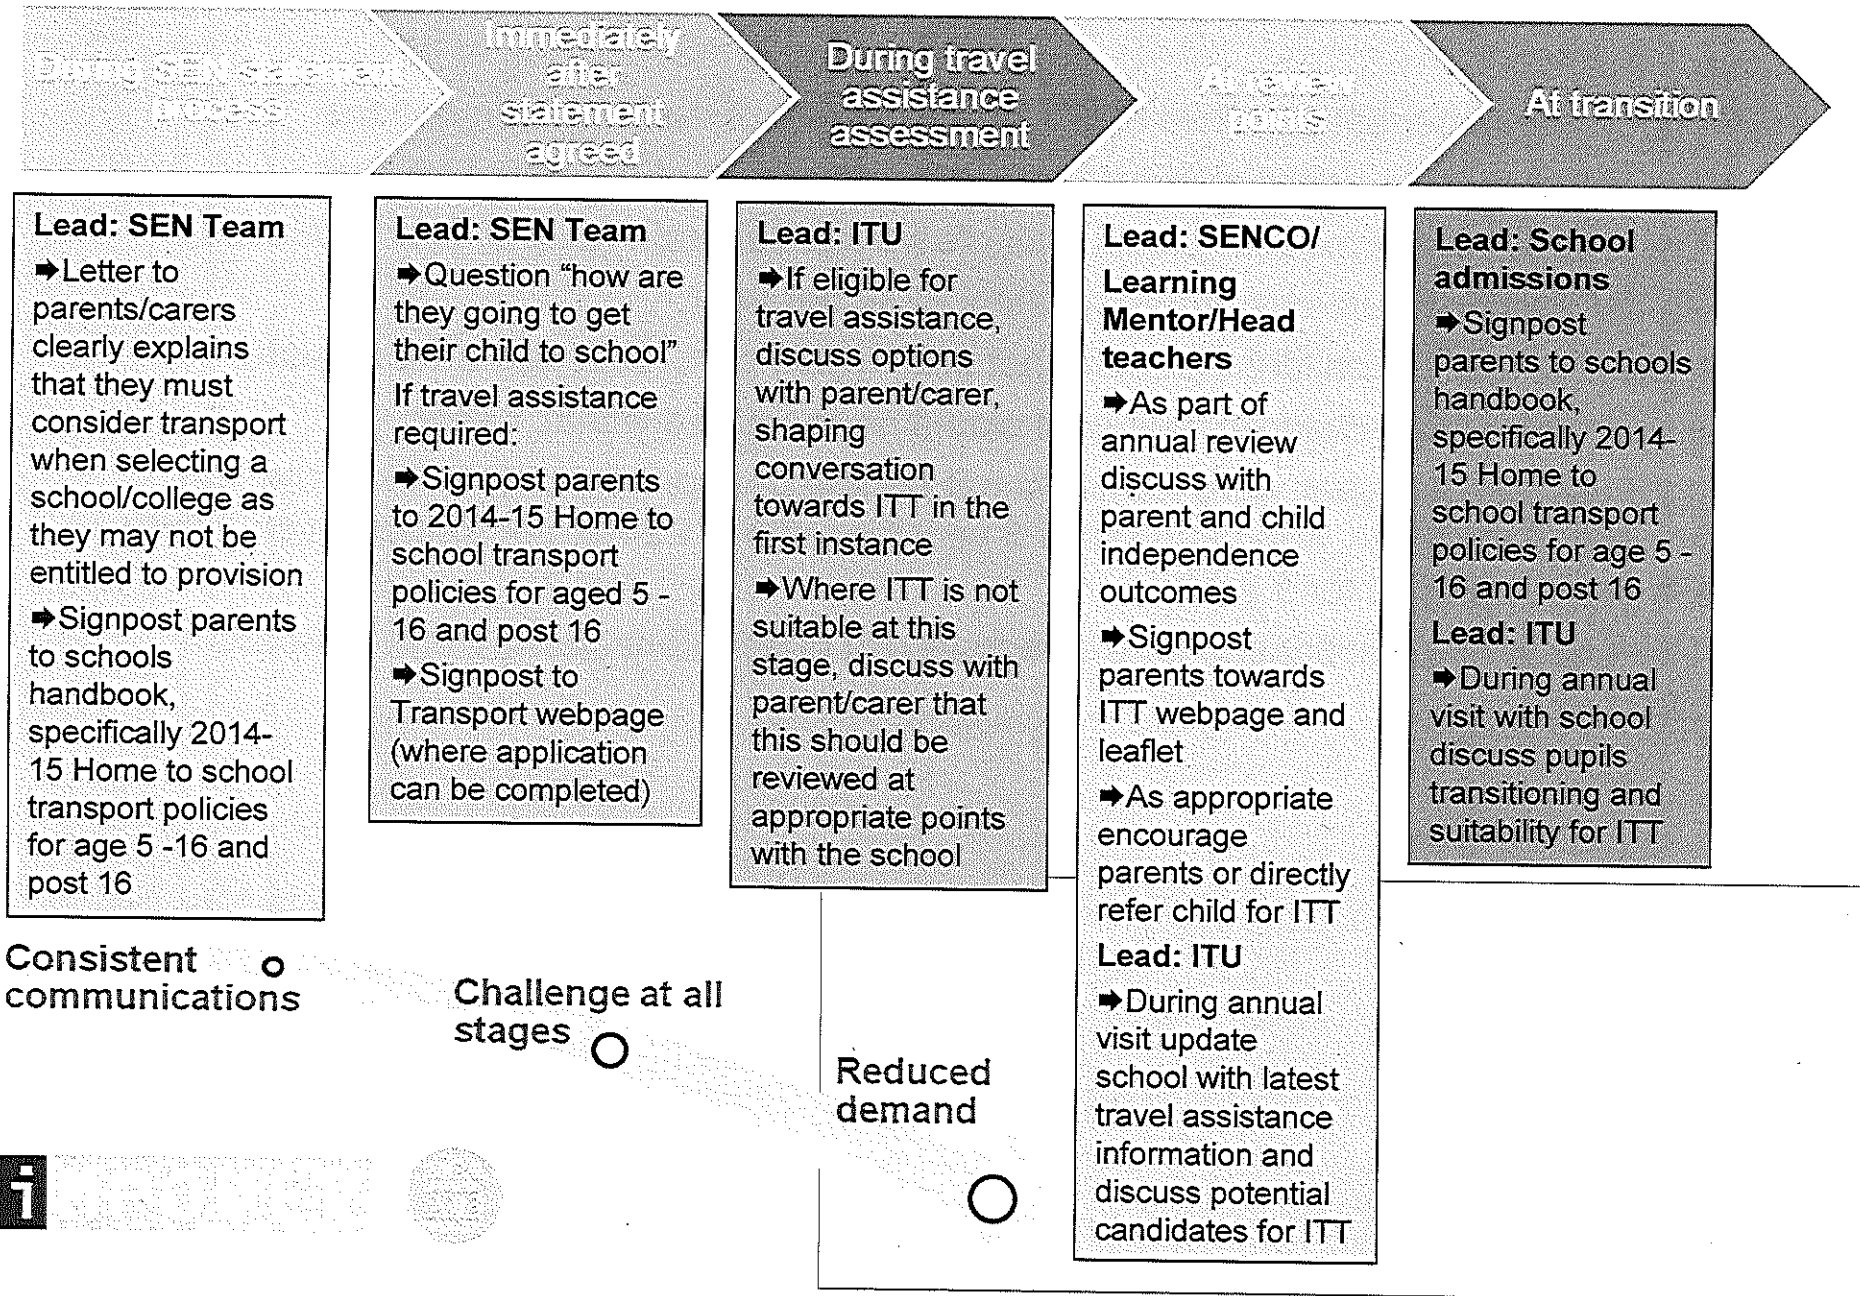 During SEN statement
process
Immediately
after
statement
agreed
During travel
assistance
assessment
At review
points
At transition
Lead: SEN Team
➡Letter to
parents/carers
clearly explains
that they must
consider transport
when selecting a
school/college as
they may not be
entitled to provision
➡Signpost parents
to schools
handbook,
specifically 2014-
15 Home to school
transport policies
for age 5 -16 and
post 16
Lead: SEN Team
➡Question “how are
they going to get
their child to school”
If travel assistance
required:
➡Signpost parents
to 2014-15 Home to
school transport
policies for aged 5 -
16 and post 16
➡Signpost to
Transport webpage
(where application
can be completed)
Lead: ITU
➡If eligible for
travel assistance,
discuss options
with parent/carer,
shaping
conversation
towards ITT in the
first instance
➡Where ITT is not
suitable at this
stage, discuss with
parent/carer that
this should be
reviewed at
appropriate points
with the school
Lead: SENCO/
Learning
Mentor/Head
teachers
➡As part of
annual review
discuss with
parent and child
independence
outcomes
➡Signpost
parents towards
ITT webpage and
leaflet
➡As appropriate
encourage
parents or directly
refer child for ITT
Lead: ITU
➡During annual
visit update
school with latest
travel assistance
information and
discuss potential
candidates for ITT
Lead: School
admissions
➡Signpost
parents to schools
handbook,
specifically 2014-
15 Home to
school transport
policies for age 5 -
16 and post 16
Lead: ITU
➡During annual
visit with school
discuss pupils
transitioning and
suitability for ITT
Consistent
communications
Challenge at all
stages
Reduced
demand
i